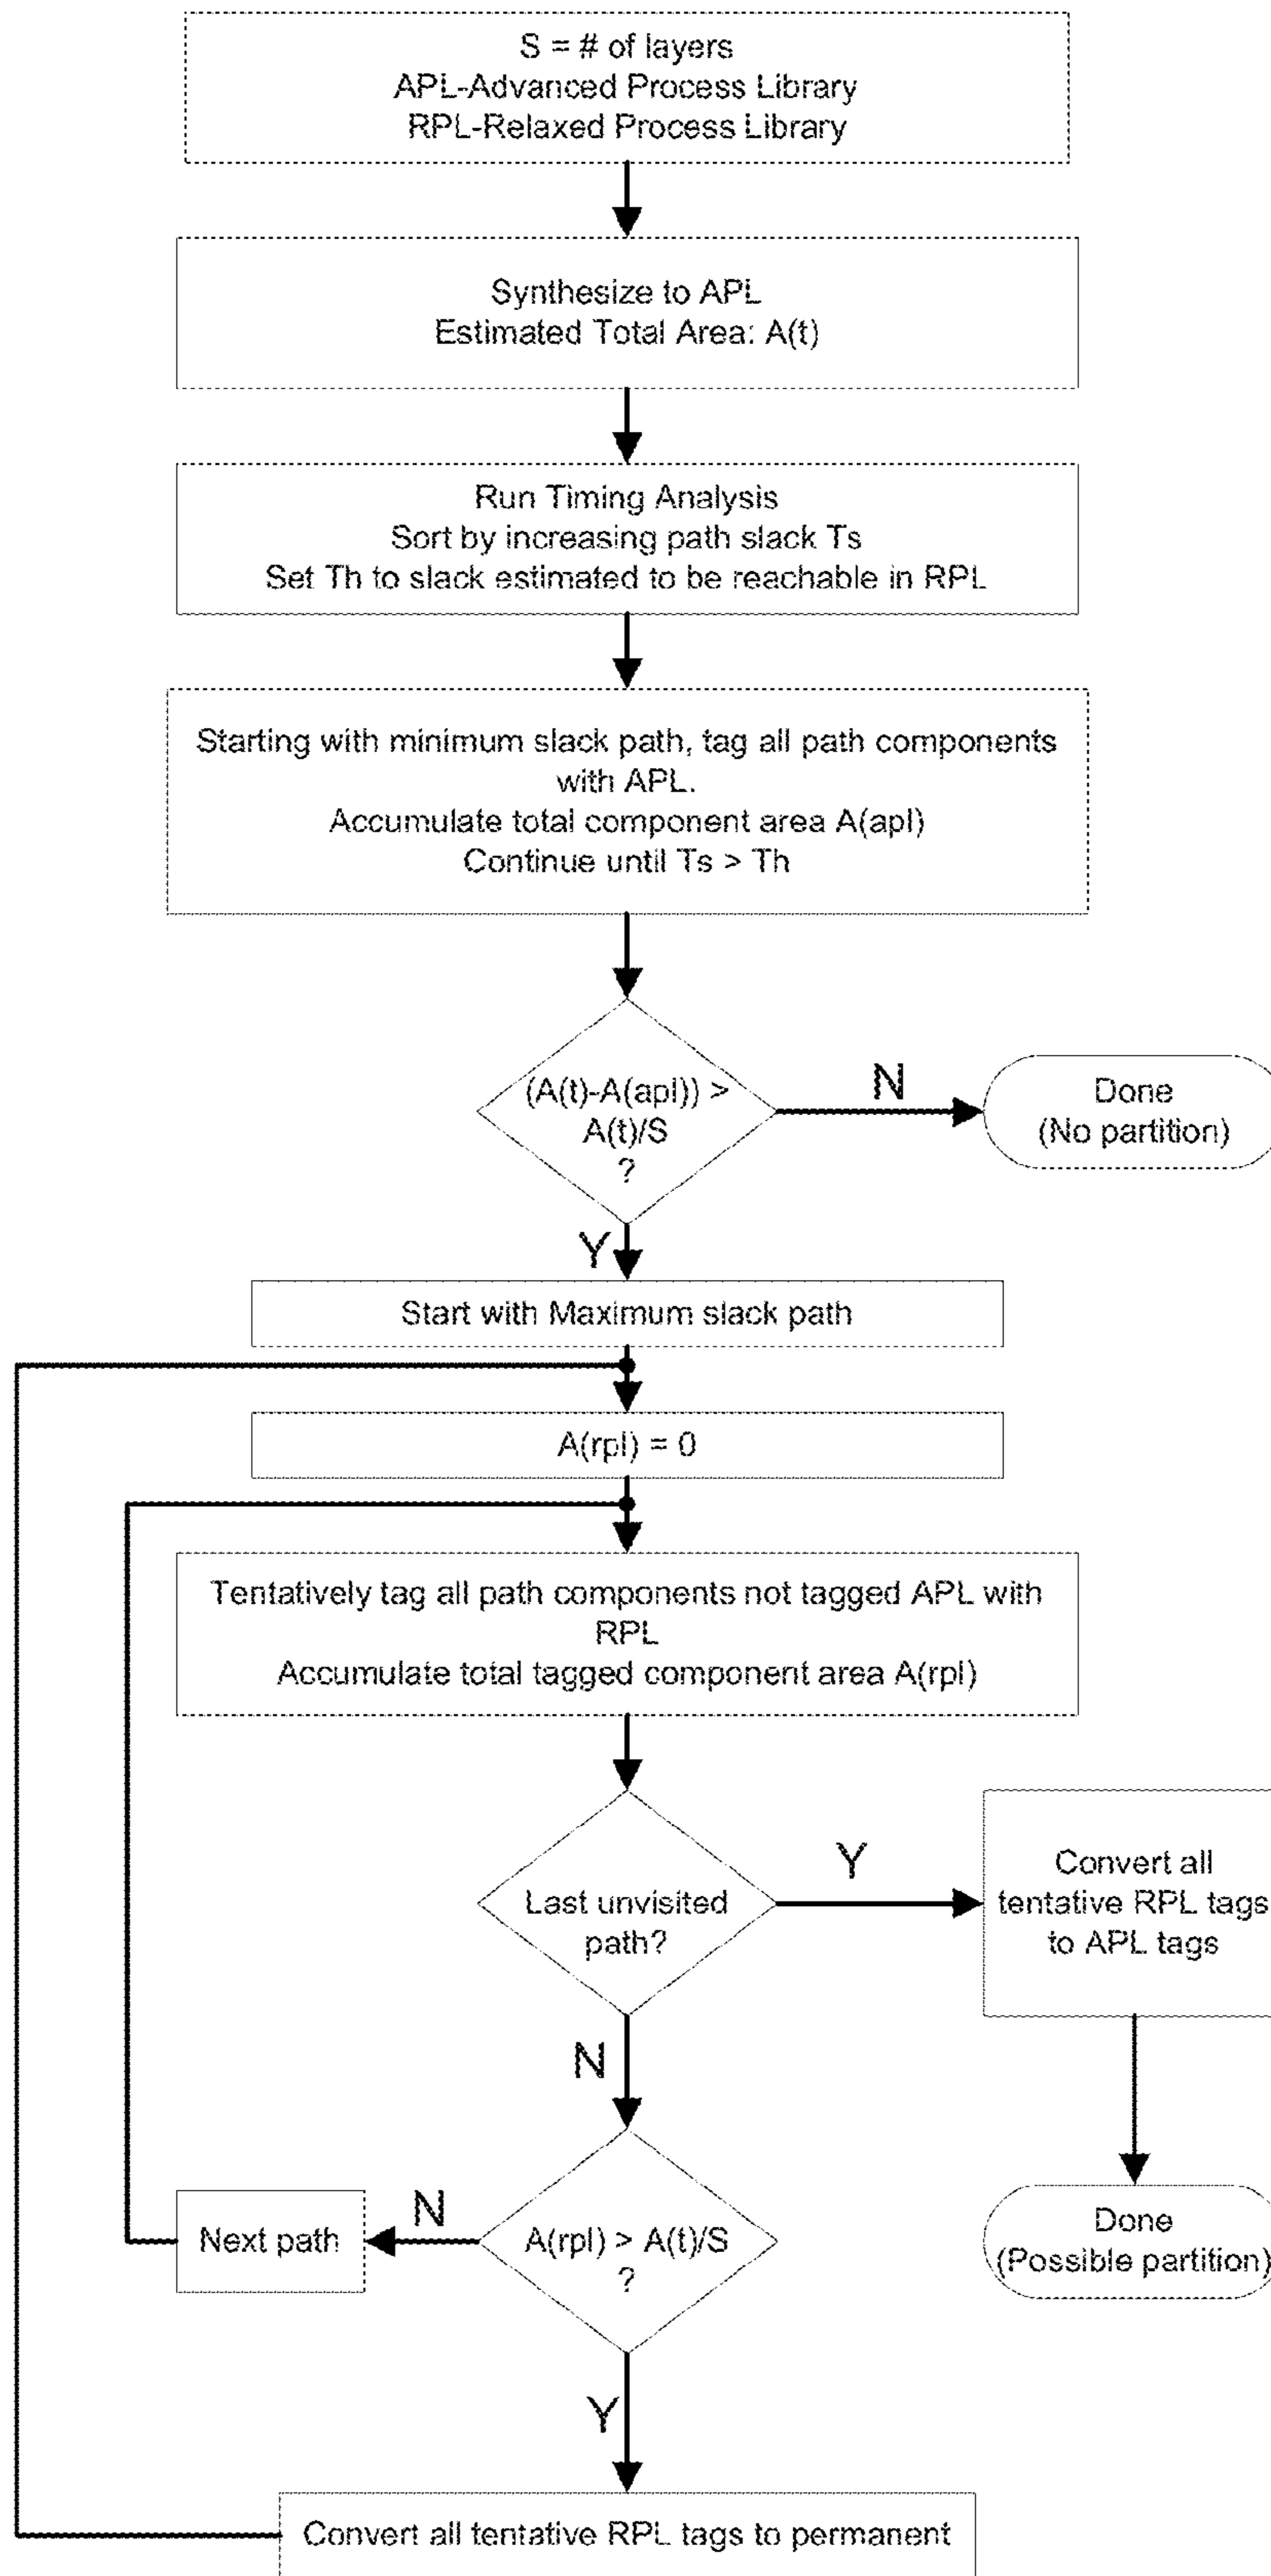 S = # of layers
APL-Advanced Process Library
RPL-Relaxed Process Library
Synthesize to APL
Estimated Total Area: A(t)
Run Timing Analysis
Sort by increasing path slack Ts
Set Th to slack estimated to be reachable in RPL
Starting with minimum slack path, tag all path components
with APL.
Accumulate total component area A(apl)
Continue until Ts > Th
(A(t)-A(apl)) >
A(t)/S
?
N
Done
(No partition)
Y
Start with Maximum slack path
A(rpl) = 0
Tentatively tag all path components not tagged APL with
RPL
Accumulate total tagged component area A(rpl)
Last unvisited
path?
Y
Convert all
tentative RPL tags
to APL tags
N
Done
(Possible partition)
A(rpl) > A(t)/S
?
N
Next path
Y
Convert all tentative RPL tags to permanent